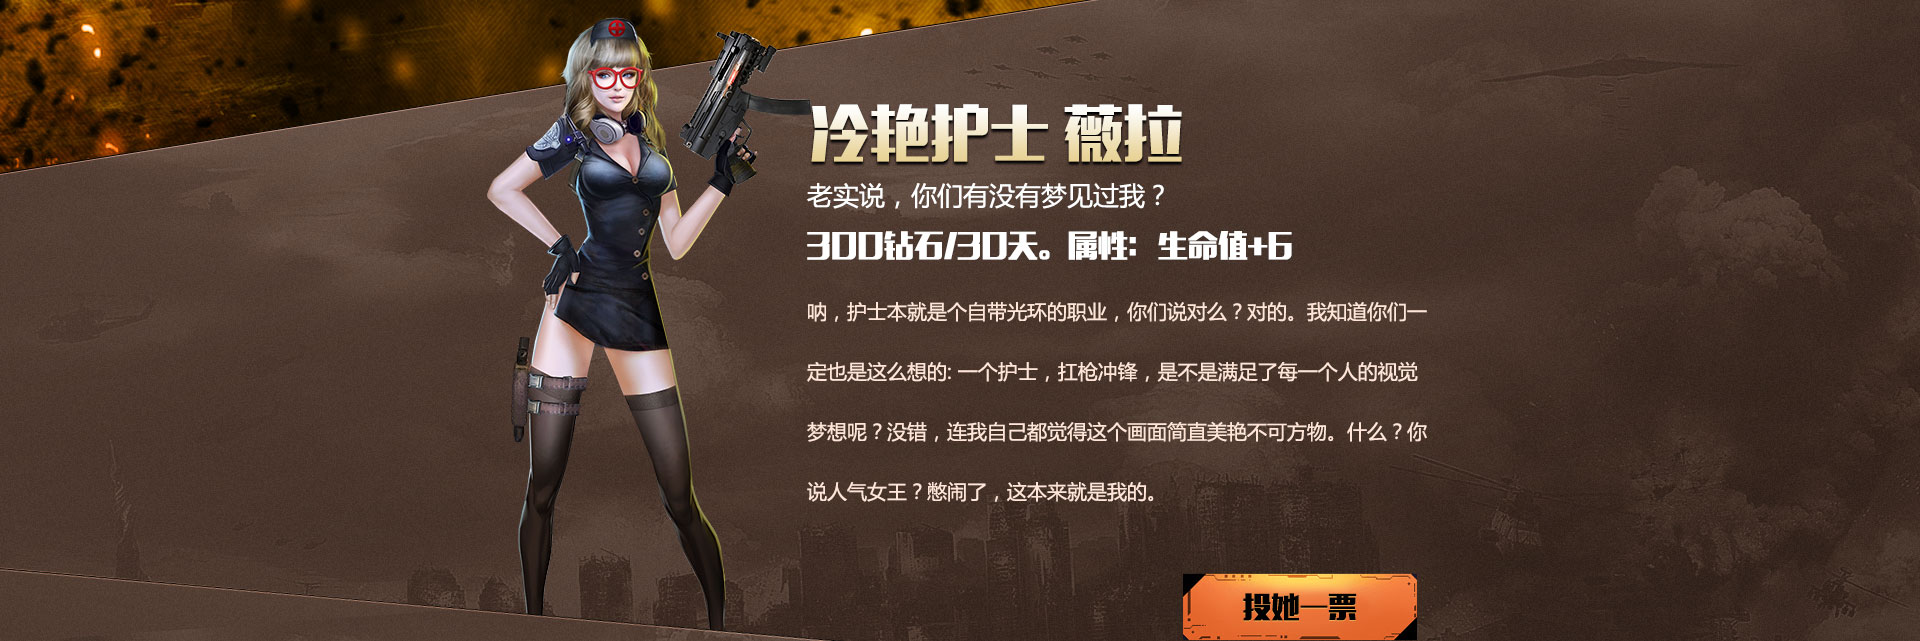 冷艳护士 薇拉
老实说，你们有没有梦见过我？
300钻石/30天。属性：生命值+6
呐，护士本就是个自带光环的职业，你们说对么？对的。我知道你们一
定也是这么想的: 一个护士，扛枪冲锋，是不是满足了每一个人的视觉
梦想呢？没错，连我自己都觉得这个画面简直美艳不可方物。什么？你
说人气女王？憋闹了，这本来就是我的。
投她一票